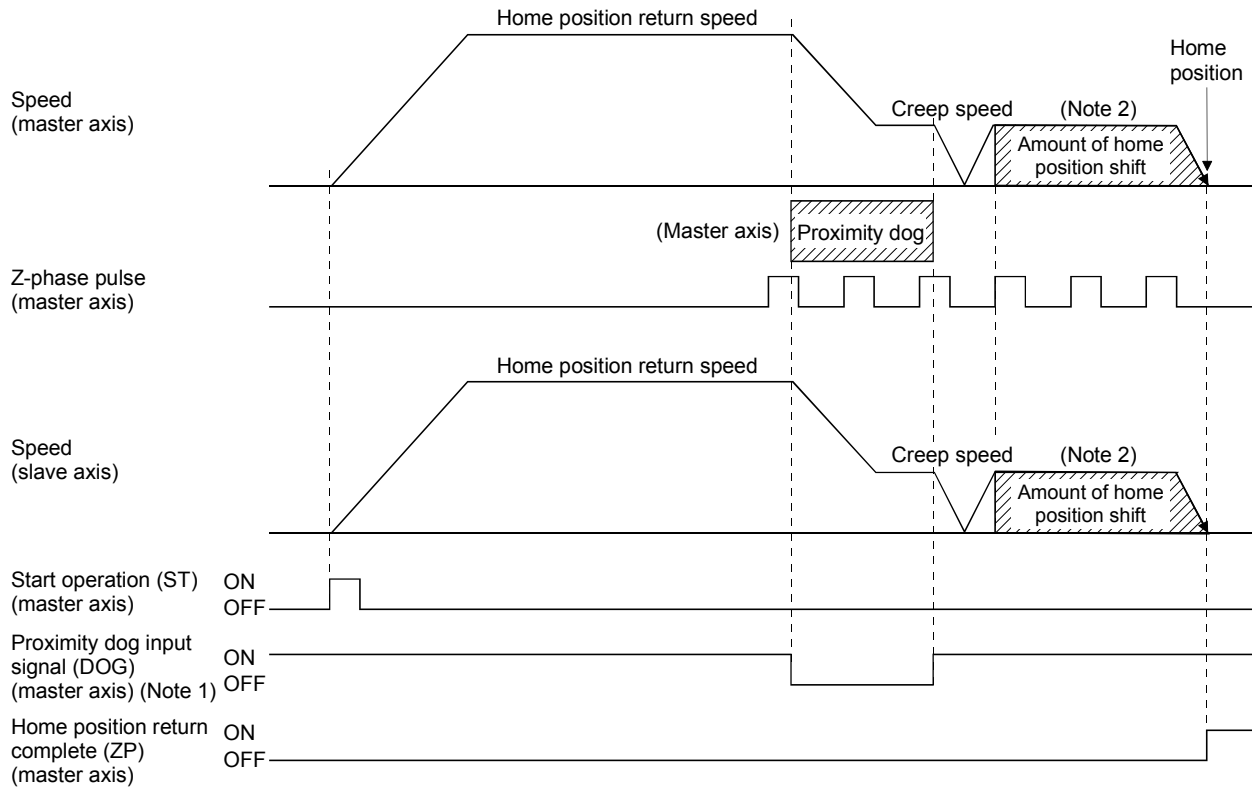 Home position return speed
Home
position
Speed
(master axis)
Creep speed
(Note 2)
Amount of home
position shift
(Master axis)
Proximity dog
Z-phase pulse
(master axis)
Home position return speed
Speed
(slave axis)
Creep speed
(Note 2)
Amount of home
position shift
Start operation (ST)
(master axis)
ON
OFF
Proximity dog input
signal (DOG)
(master axis) (Note 1)
ON
OFF
Home position return
complete (ZP)
(master axis)
ON
OFF